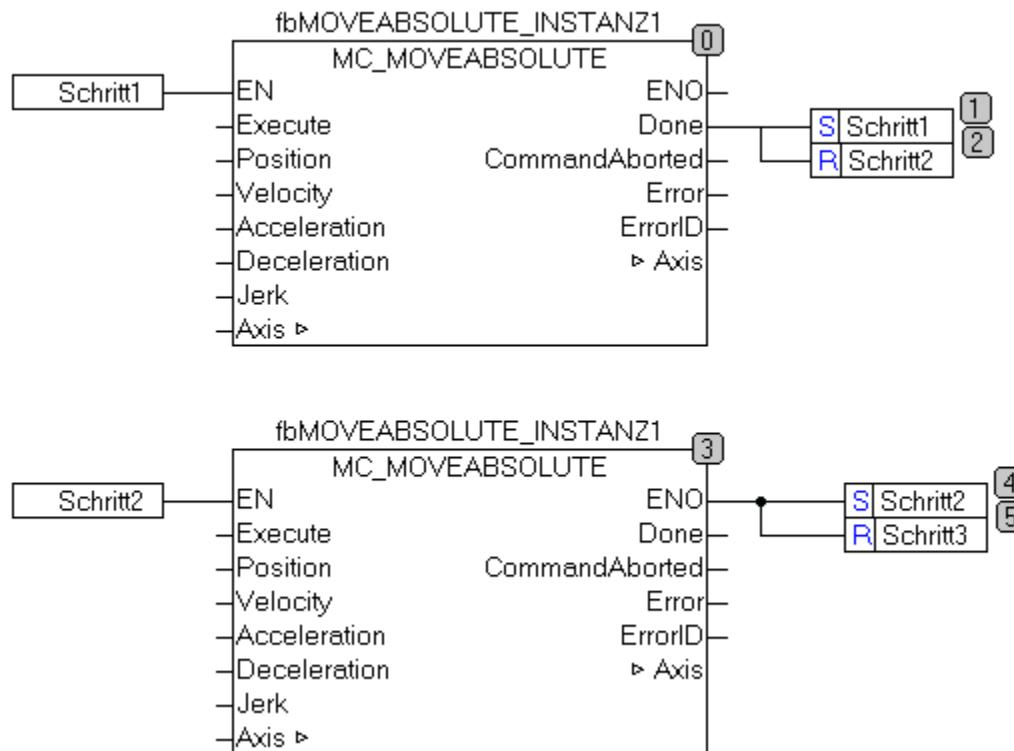 fbMOVEABSOLUTE_INSTANZ1
0
MC_MOVEABSOLUTE
Schritt1 EN ENO
Execute Done S Schritt1 1
Position CommandAborted R Schritt2 2
Velocity Error
Acceleration ErrorID
Deceleration Axis
Jerk
Axis
fbMOVEABSOLUTE_INSTANZ1
3
MC_MOVEABSOLUTE
Schritt2 EN ENO S Schritt2 4
Execute Done R Schritt3 5
Position CommandAborted
Velocity Error
Acceleration ErrorID
Deceleration Axis
Jerk
Axis